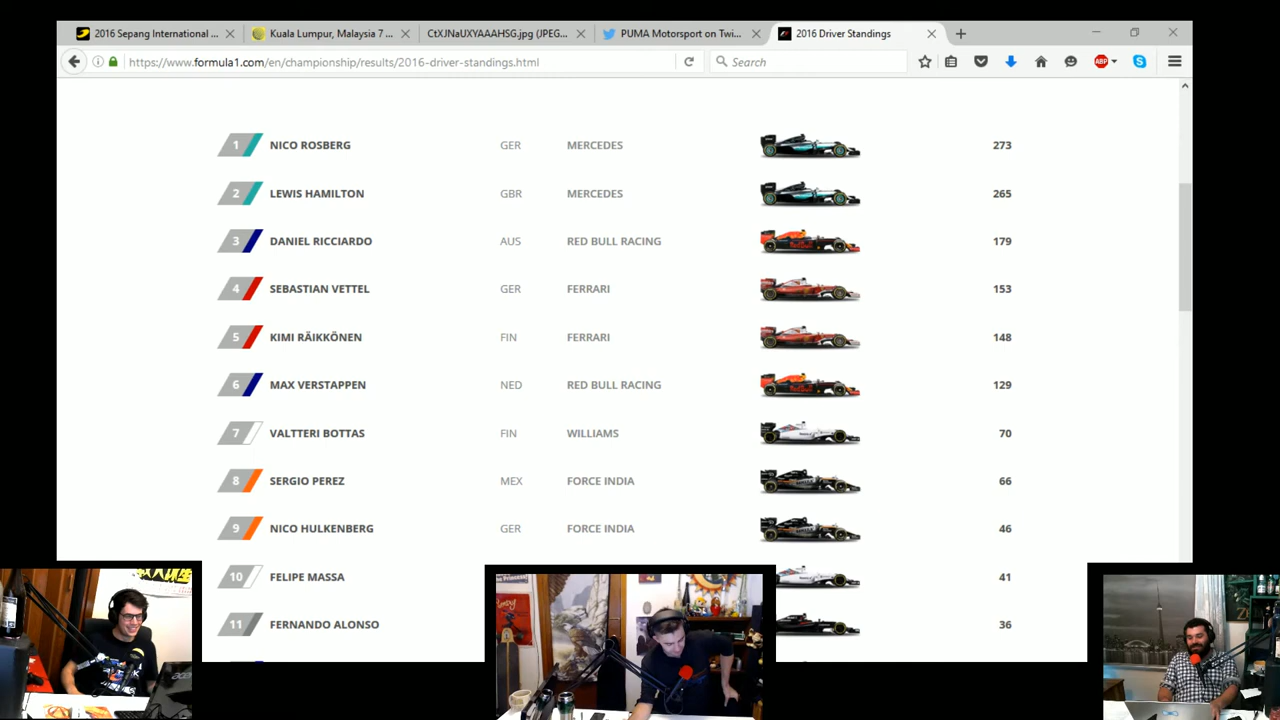 2016 Sepang International ...
Kuala Lumpur, Malaysia 7 ...
CtXJNaUXYAAAHSG.jpg (JPEG...
PUMA Motorsport on Twi...
2016 Driver Standings
https://www.formula1.com/en/championship/results/2016-driver-standings.html
Search
ABP
1 NICO ROSBERG GER MERCEDES 273
2 LEWIS HAMILTON GBR MERCEDES 265
3 DANIEL RICCIARDO AUS RED BULL RACING 179
4 SEBASTIAN VETTEL GER FERRARI 153
5 KIMI RÄIKKÖNEN FIN FERRARI 148
6 MAX VERSTAPPEN NED RED BULL RACING 129
7 VALTTERI BOTTAS FIN WILLIAMS 70
8 SERGIO PEREZ MEX FORCE INDIA 66
9 NICO HULKENBERG GER FORCE INDIA 46
10 FELIPE MASSA 41
11 FERNANDO ALONSO 36